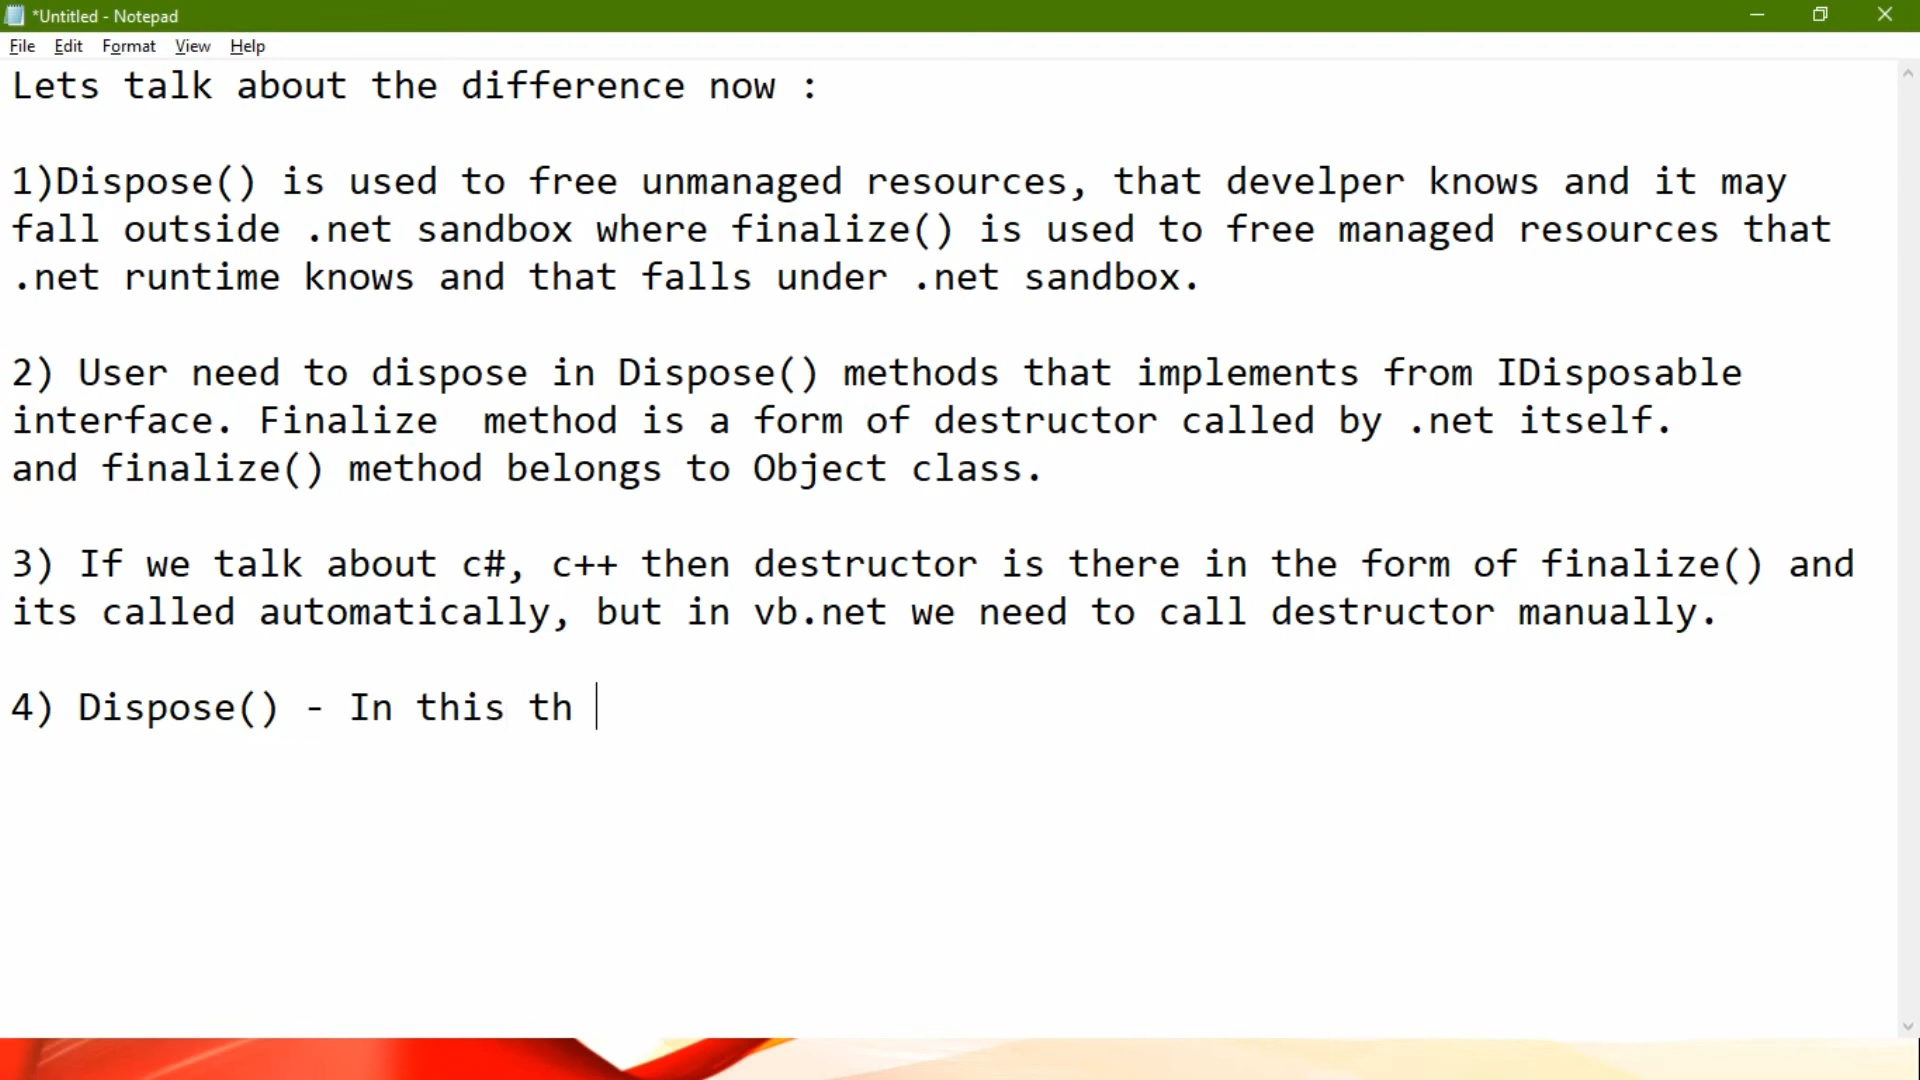 *Untitled - Notepad
File Edit Format View Help
Lets talk about the difference now :
1)Dispose() is used to free unmanaged resources, that develper knows and it may
fall outside .net sandbox where finalize() is used to free managed resources that
.net runtime knows and that falls under .net sandbox.
2) User need to dispose in Dispose() methods that implements from IDisposable
interface. Finalize  method is a form of destructor called by .net itself.
and finalize() method belongs to Object class.
3) If we talk about c#, c++ then destructor is there in the form of finalize() and
its called automatically, but in vb.net we need to call destructor manually.
4) Dispose() - In this th